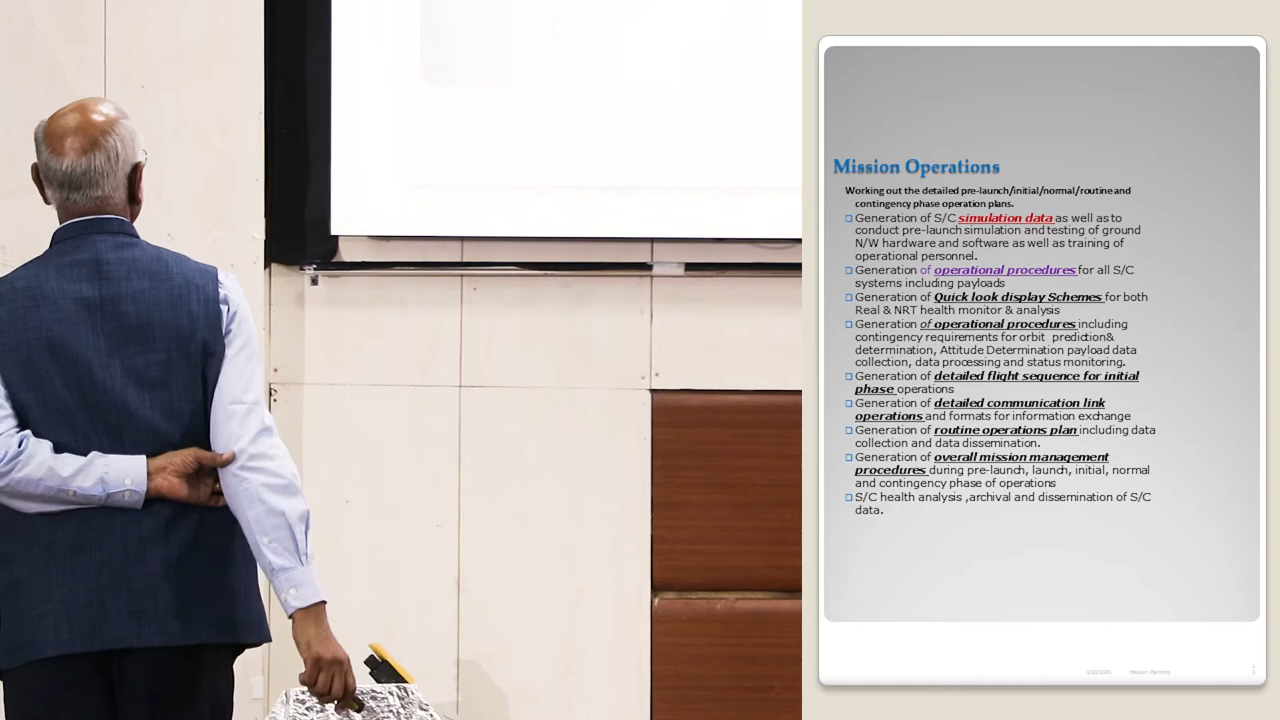 Mission Operations
Working out the detailed pre-launch/initial/normal/routine and
contingency phase operation plans.
Generation of S/C simulation data as well as to
conduct pre-launch simulation and testing of ground
N/W hardware and software as well as training of
operational personnel.
Generation of operational procedures for all S/C
systems including payloads
Generation of Quick look display Schemes for both
Real & NRT health monitor & analysis
Generation of operational procedures including
contingency requirements for orbit prediction&
determination, Attitude Determination payload data
collection, data processing and status monitoring.
Generation of detailed flight sequence for initial
phase operations
Generation of detailed communication link
operations and formats for information exchange
Generation of routine operations plan including data
collection and data dissemination.
Generation of overall mission management
procedures during pre-launch, launch, initial, normal
and contingency phase of operations
S/C health analysis ,archival and dissemination of S/C
data.
Mission Planning